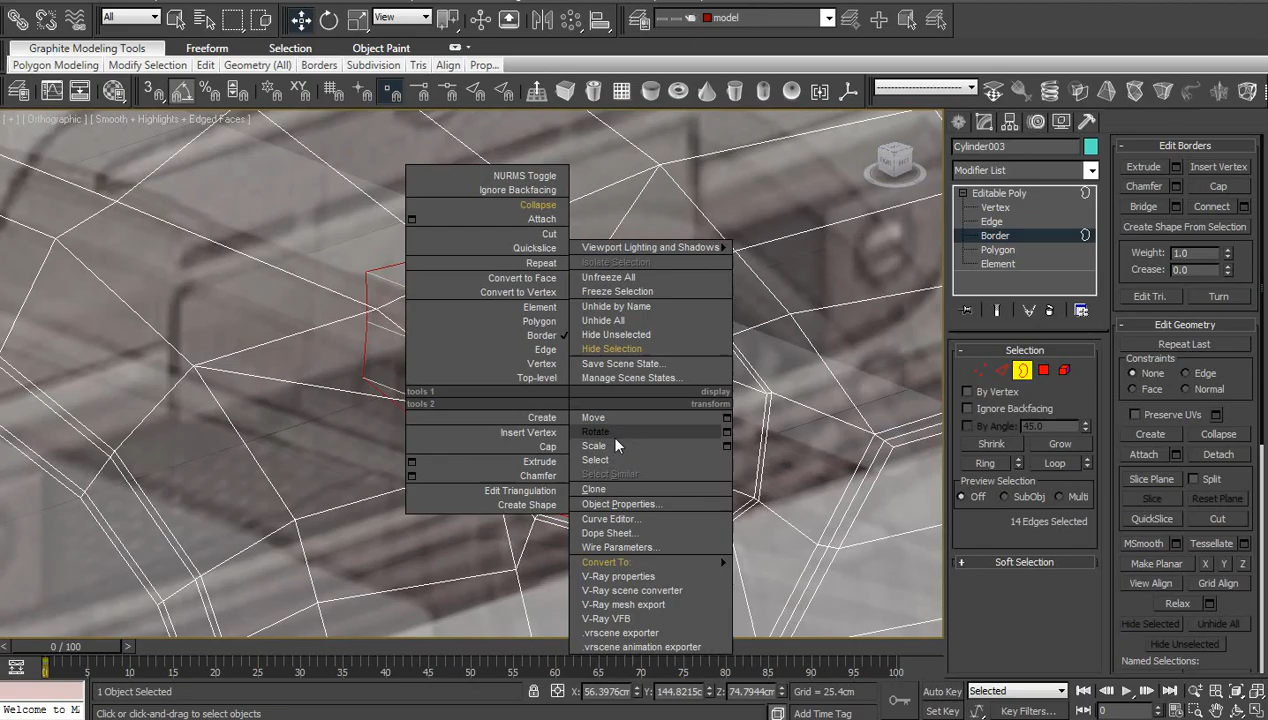 All
View
model
Graphite Modeling Tools Freeform Selection Object Paint
Polygon Modeling Modify Selection Edit Geometry (All) Borders Subdivision Tris Align Prop...
3 % XY
[ + ] [ Orthographic ] [ Smooth + Highlights + Edged Faces ]
NURMS Toggle
Ignore Backfacing
Collapse
Attach
Cut
Quickslice
Repeat
Convert to Face
Convert to Vertex
Element
Polygon
Border
Edge
Vertex
Top-level
tools 1
tools 2
Create
Insert Vertex
Cap
Extrude
Chamfer
Edit Triangulation
Create Shape
Viewport Lighting and Shadows
Isolate Selection
Unfreeze All
Freeze Selection
Unhide by Name
Unhide All
Hide Unselected
Hide Selection
Save Scene State...
Manage Scene States...
display
transform
Move
Rotate
Scale
Select
Select Similar
Clone
Object Properties...
Curve Editor...
Dope Sheet...
Wire Parameters...
Convert To:
V-Ray properties
V-Ray scene converter
V-Ray mesh export
V-Ray VFB
.vrscene exporter
.vrscene animation exporter
Cylinder003
Modifier List
Editable Poly
Vertex
Edge
Border
Polygon
Element
Selection
By Vertex
Ignore Backfacing
By Angle: 45.0
Shrink Grow
Ring Loop
Preview Selection
Off SubObj Multi
14 Edges Selected
Soft Selection
Edit Borders
Extrude Insert Vertex
Chamfer Cap
Bridge Connect
Create Shape From Selection
Weight: 1.0
Crease: 0.0
Edit Tri. Turn
Edit Geometry
Repeat Last
Constraints
None Edge
Face Normal
Preserve UVs
Create Collapse
Attach Detach
Slice Plane Split
Slice Reset Plane
QuickSlice Cut
MSmooth Tessellate
Make Planar X Y Z
View Align Grid Align
Relax
Hide Selected Unhide All
Hide Unselected
Named Selections:
0 / 100
0 5 10 15 20 25 30 35 40 45 50 55 60 65 70 75 80 85 90 95 100
1 Object Selected X: 56.3976cm Y: 144.8215c Z: 74.7944cm Grid = 25.4cm Auto Key Selected
Welcome to M Click or click-and-drag to select objects Add Time Tag Set Key Key Filters... 0